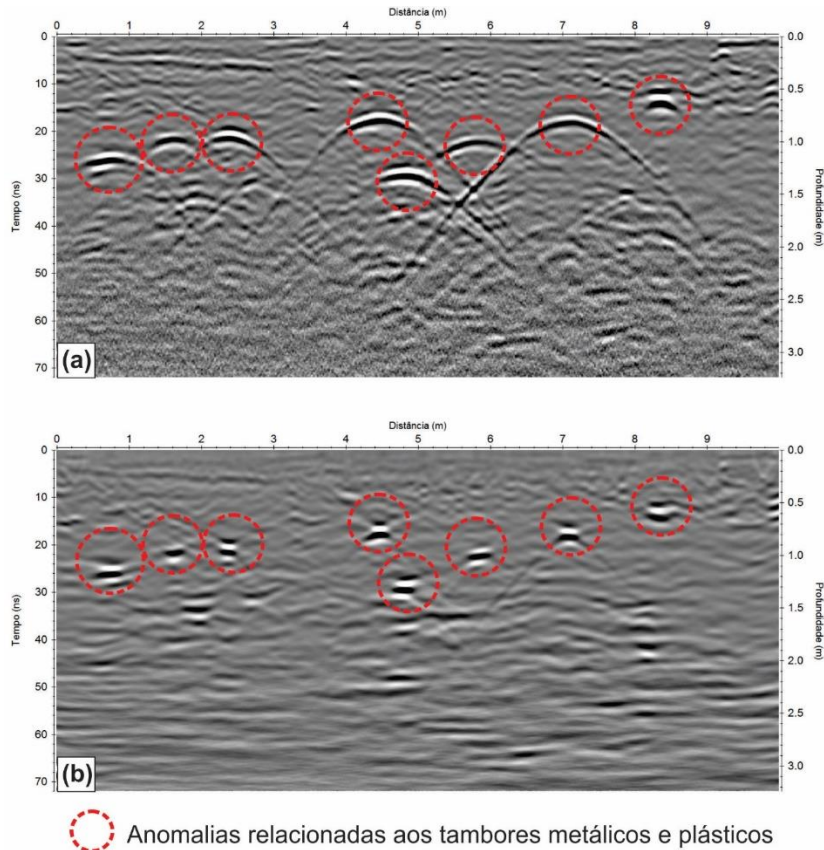 Distância (m)
0 1 2 3 4 5 6 7 8 9
0 10 20 30 40 50 60 70
Tempo (ns)
0.0 0.5 1.0 1.5 2.0 2.5 3.0
Profundidade (m)
(a)
Distância (m)
0 1 2 3 4 5 6 7 8 9
0 10 20 30 40 50 60 70
Tempo (ns)
0.0 0.5 1.0 1.5 2.0 2.5 3.0
Profundidade (m)
(b)
Anomalias relacionadas aos tambores metálicos e plásticos